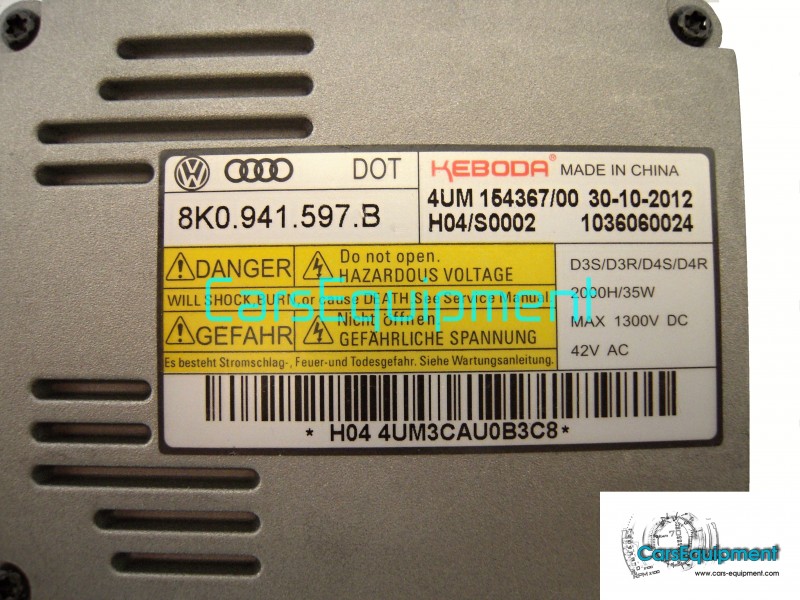 DOT KEBODA® MADE IN CHINA
8K0.941.597.B
4UM 154367/00 30-10-2012
H04/S0002 1036060024
DANGER
Do not open.
HAZARDOUS VOLTAGE
WILL SHOCK,BURN,or cause DEATH.See Service Manual
GEFAHR
Nicht öffnen.
GEFÄHRLICHE SPANNUNG
Es besteht Stromschlag-, Feuer-und Todesgefahr. Siehe Wartungsanleitung.
D3S/D3R/D4S/D4R
2000H/35W
MAX 1300V DC
42V AC
* H04 4UM3CAU0B3C8*
CarsEquipment
CarsEquipment
www.cars-equipment.com